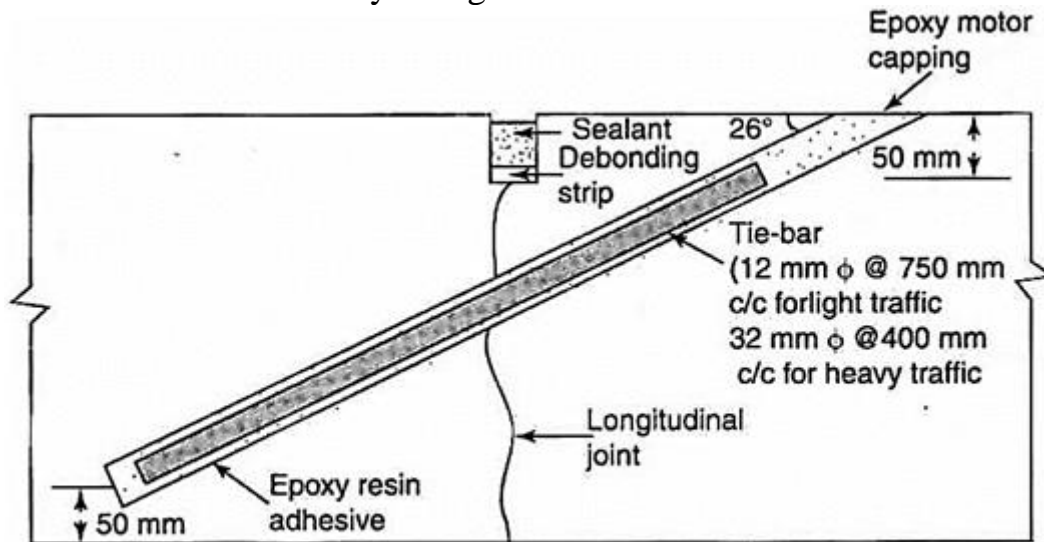 Epoxy motor
capping
Sealant
Debonding
strip
26°
50 mm
Tie-bar
(12 mm ϕ @ 750 mm
c/c forlight traffic
32 mm ϕ @400 mm
c/c for heavy traffic
Longitudinal
joint
Epoxy resin
adhesive
50 mm